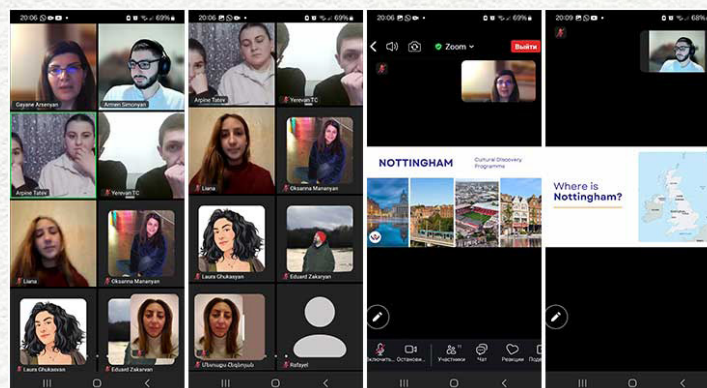 20:06
69%
Gayane Arsenyan
Armen Simonyan
Arpine Tatev
Yerevan TC
Liana
Oksanna Mananyan
Laura Ghukasyan
Eduard Zakaryan
20:06
69%
Arpine Tatev
Yerevan TC
Liana
Oksanna Mananyan
Laura Ghukasyan
Eduard Zakaryan
Rafayel
20:06
69%
Zoom
Выйти
NOTTINGHAM
Cultural Discovery
Programme
Участники
Чат
Реакции
20:09
68%
Where is
Nottingham?